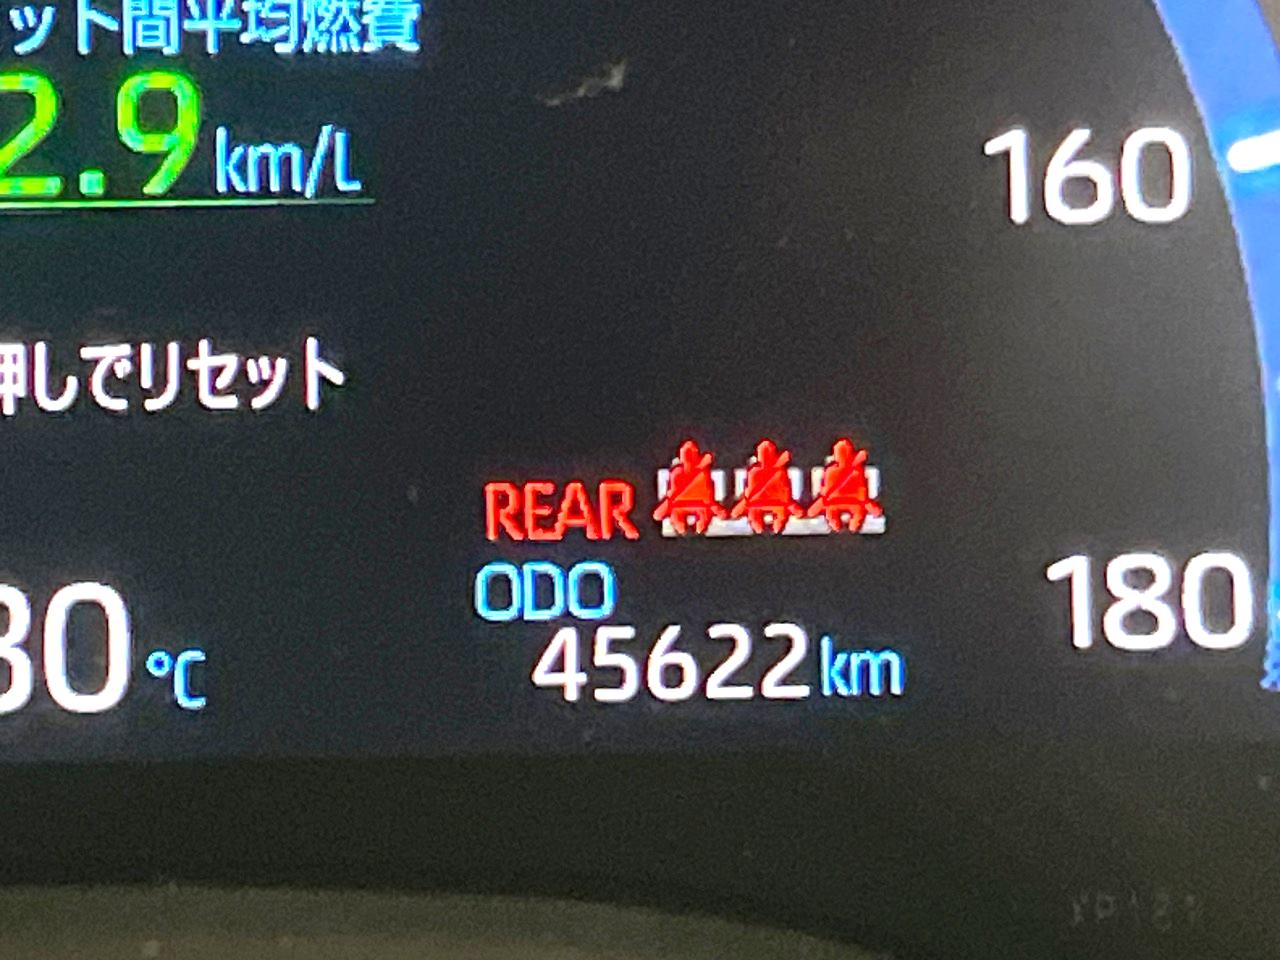 ット間平均燃費
2.9 km/L
160
押しでリセット
REAR
ODO
180
45622 km
30 ℃